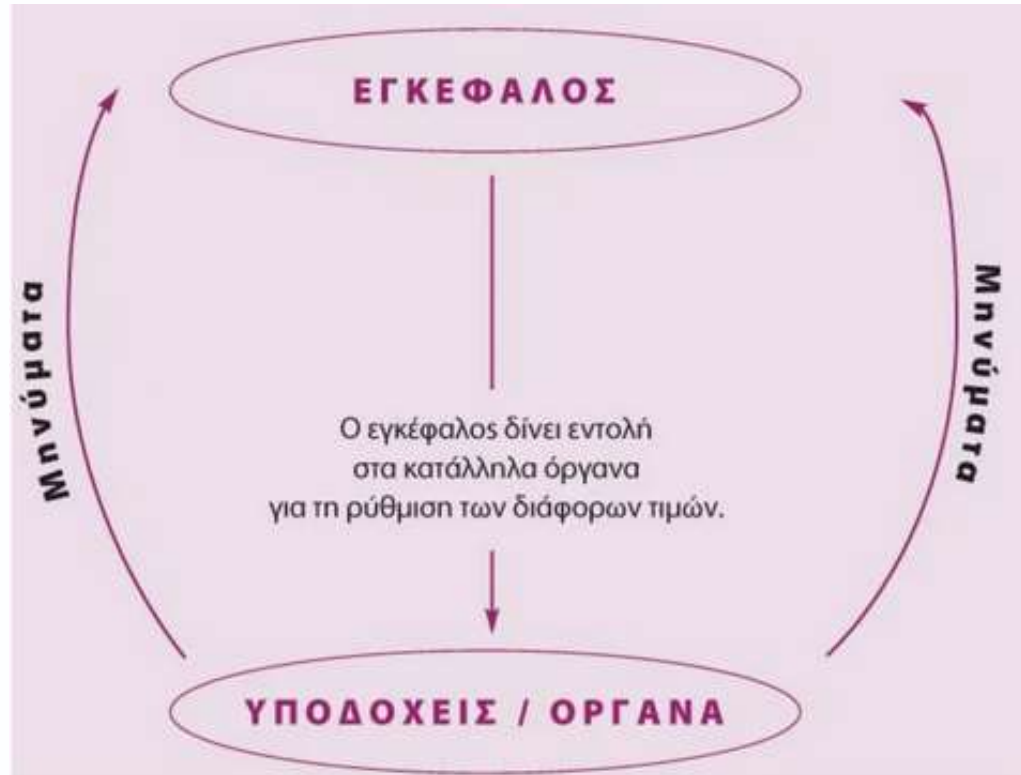 ΕΓΚΕΦΑΛΟΣ
Μηνύματα
Μηνύματα
Ο εγκέφαλος δίνει εντολή
στα κατάλληλα όργανα
για τη ρύθμιση των διάφορων τιμών.
ΥΠΟΔΟΧΕΙΣ / ΟΡΓΑΝΑ